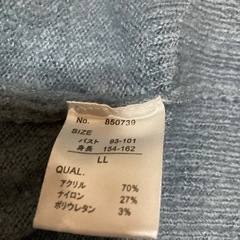 No. 850739
SIZE
バスト 93-101
身長 154-162
LL
QUAL.
アクリル 70%
ナイロン 27%
ポリウレタン 3%